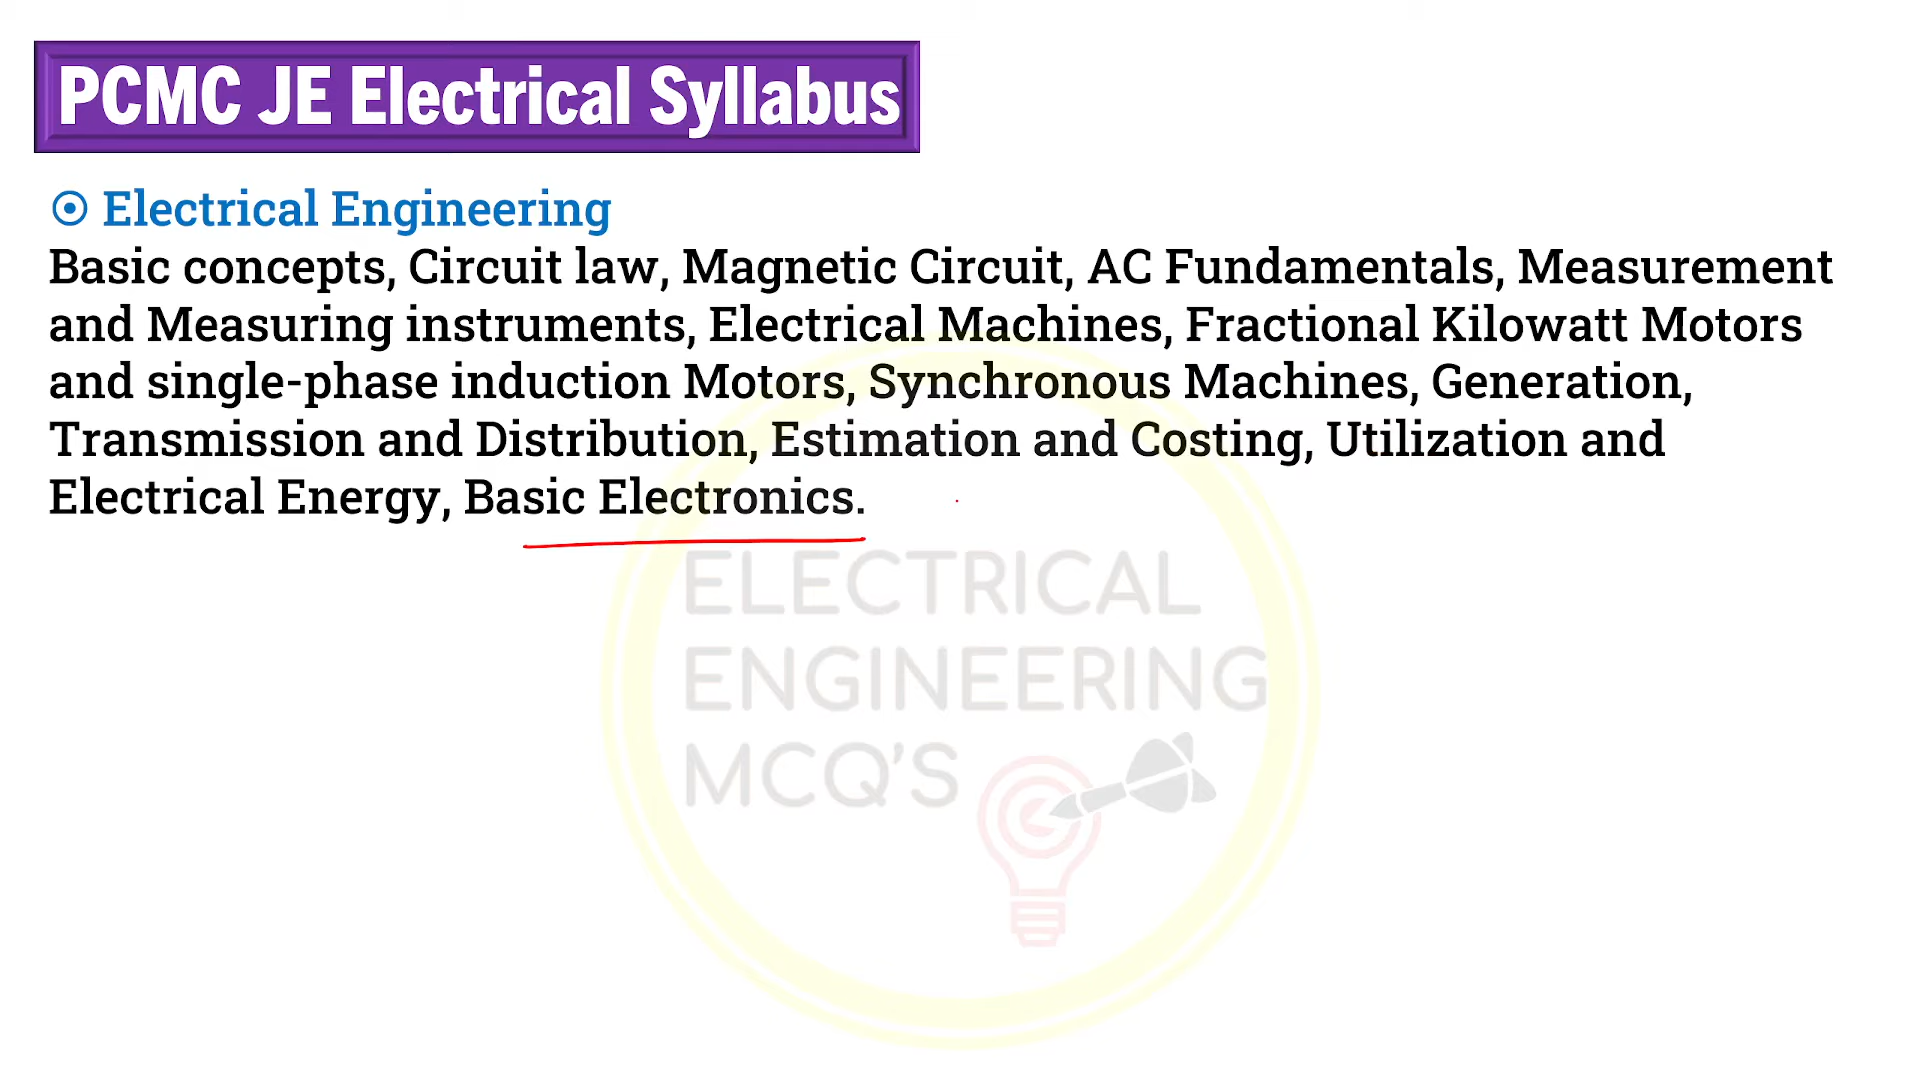 PCMC JE Electrical Syllabus
Electrical Engineering
Basic concepts, Circuit law, Magnetic Circuit, AC Fundamentals, Measurement
and Measuring instruments, Electrical Machines, Fractional Kilowatt Motors
and single-phase induction Motors, Synchronous Machines, Generation,
Transmission and Distribution, Estimation and Costing, Utilization and
Electrical Energy, Basic Electronics.
ELECTRICAL
ENGINEERING
MCQ'S